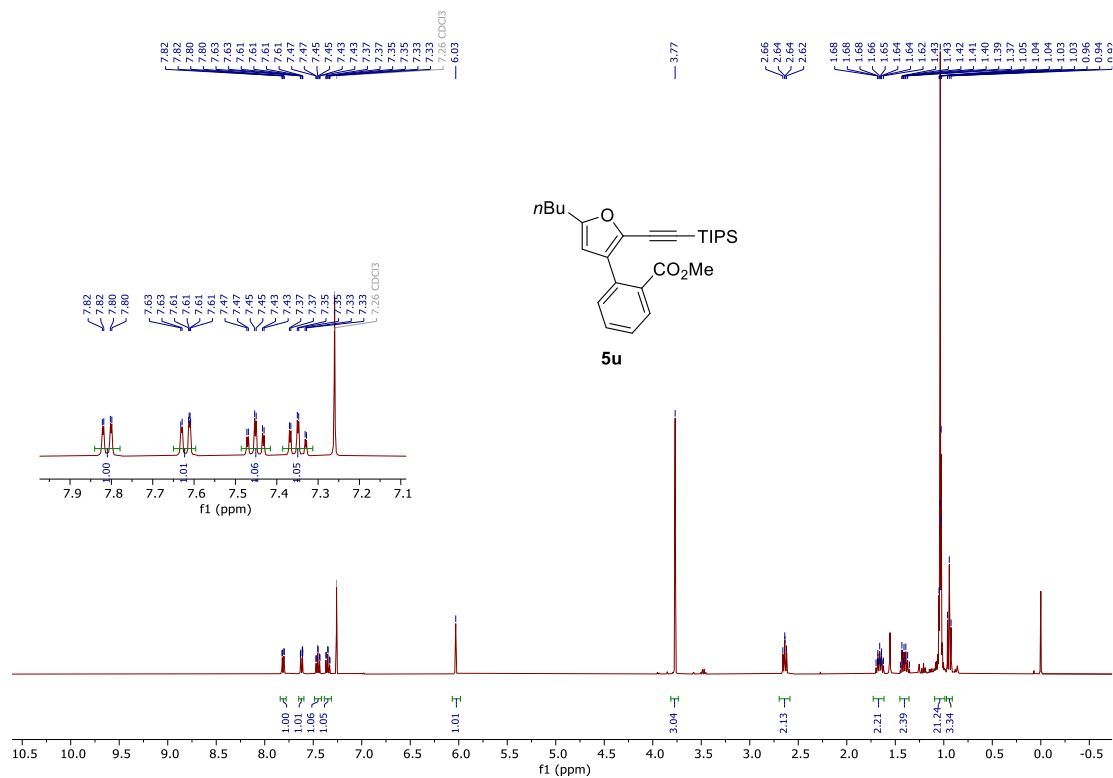 7.82 7.82 7.80 7.80 7.63 7.63 7.61 7.61 7.61 7.61 7.47 7.47 7.45 7.45 7.43 7.43 7.37 7.37 7.35 7.35 7.33 7.33 7.26 CDCl3 6.03 3.77 2.66 2.64 2.64 2.62 1.68 1.68 1.68 1.66 1.65 1.64 1.64 1.62 1.43 1.43 1.42 1.41 1.40 1.39 1.37 1.05 1.04 1.04 1.03 1.03 0.96 0.94
nBu
O
TIPS
CO2Me
5u
7.82 7.82 7.80 7.80 7.63 7.63 7.61 7.61 7.61 7.61 7.47 7.47 7.45 7.45 7.43 7.43 7.37 7.37 7.35 7.35 7.33 7.33 7.26 CDCl3
1.00 1.01 1.06 1.05
7.9 7.8 7.7 7.6 7.5 7.4 7.3 7.2 7.1
f1 (ppm)
1.00 1.01 1.06 1.05 1.01 3.04 2.13 2.21 2.39 21.24 3.34
10.5 10.0 9.5 9.0 8.5 8.0 7.5 7.0 6.5 6.0 5.5 5.0 4.5 4.0 3.5 3.0 2.5 2.0 1.5 1.0 0.5 0.0 -0.5
f1 (ppm)